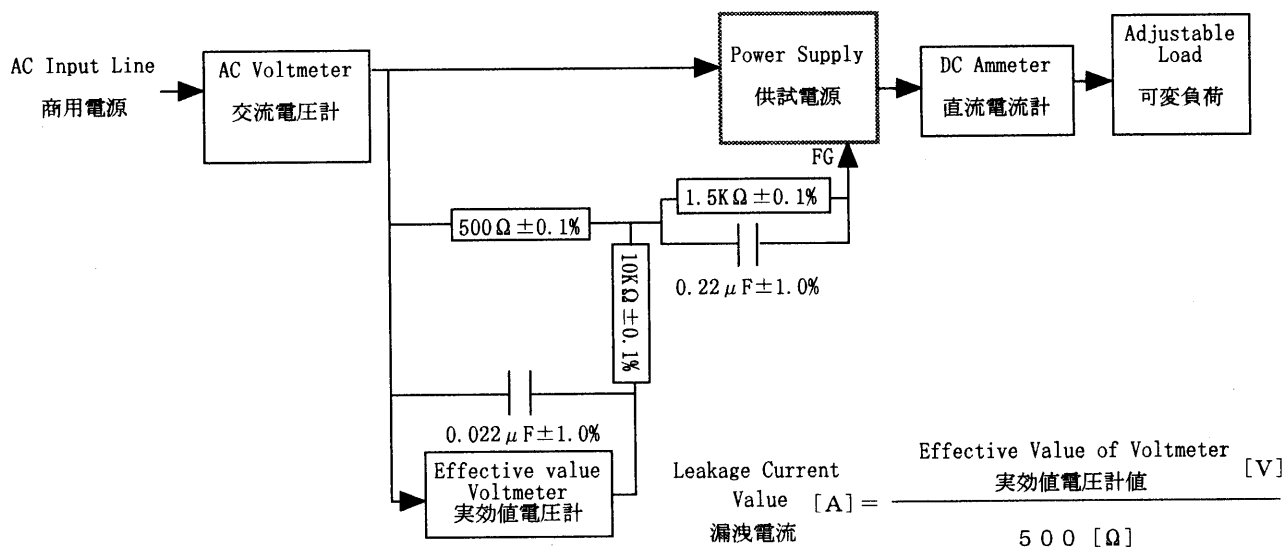 AC Input Line
商用電源
AC Voltmeter
交流電圧計
Power Supply
供試電源
DC Ammeter
直流電流計
Adjustable
Load
可変負荷
FG
1.5KΩ±0.1%
500Ω±0.1%
10KΩ±0.1%
0.22μF±1.0%
0.022μF±1.0%
Effective value
Voltmeter
実効値電圧計
Leakage Current
Value [A]=
漏洩電流
Effective Value of Voltmeter
実効値電圧計値 [V]
500 [Ω]